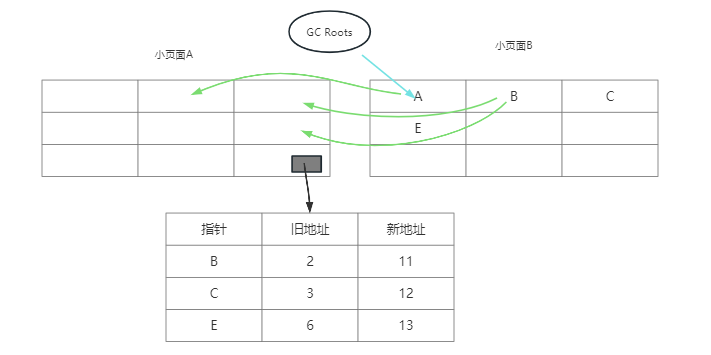 GC Roots
小页面A
小页面B
A B C
E
指针 旧地址 新地址
B 2 11
C 3 12
E 6 13